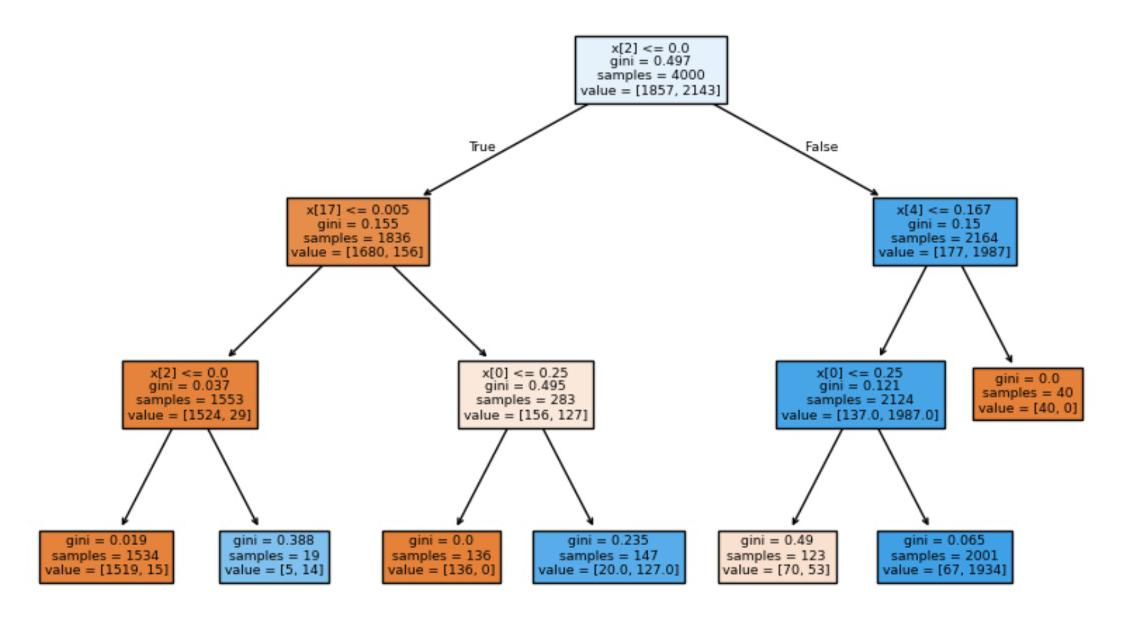 x[2] <= 0.0
gini = 0.497
samples = 4000
value = [1857, 2143]
True
False
x[17] <= 0.005
gini = 0.155
samples = 1836
value = [1680, 156]
x[4] <= 0.167
gini = 0.15
samples = 2164
value = [177, 1987]
x[2] <= 0.0
gini = 0.037
samples = 1553
value = [1524, 29]
x[0] <= 0.25
gini = 0.495
samples = 283
value = [156, 127]
x[0] <= 0.25
gini = 0.121
samples = 2124
value = [137.0, 1987.0]
gini = 0.0
samples = 40
value = [40, 0]
gini = 0.019
samples = 1534
value = [1519, 15]
gini = 0.388
samples = 19
value = [5, 14]
gini = 0.0
samples = 136
value = [136, 0]
gini = 0.235
samples = 147
value = [20.0, 127.0]
gini = 0.49
samples = 123
value = [70, 53]
gini = 0.065
samples = 2001
value = [67, 1934]